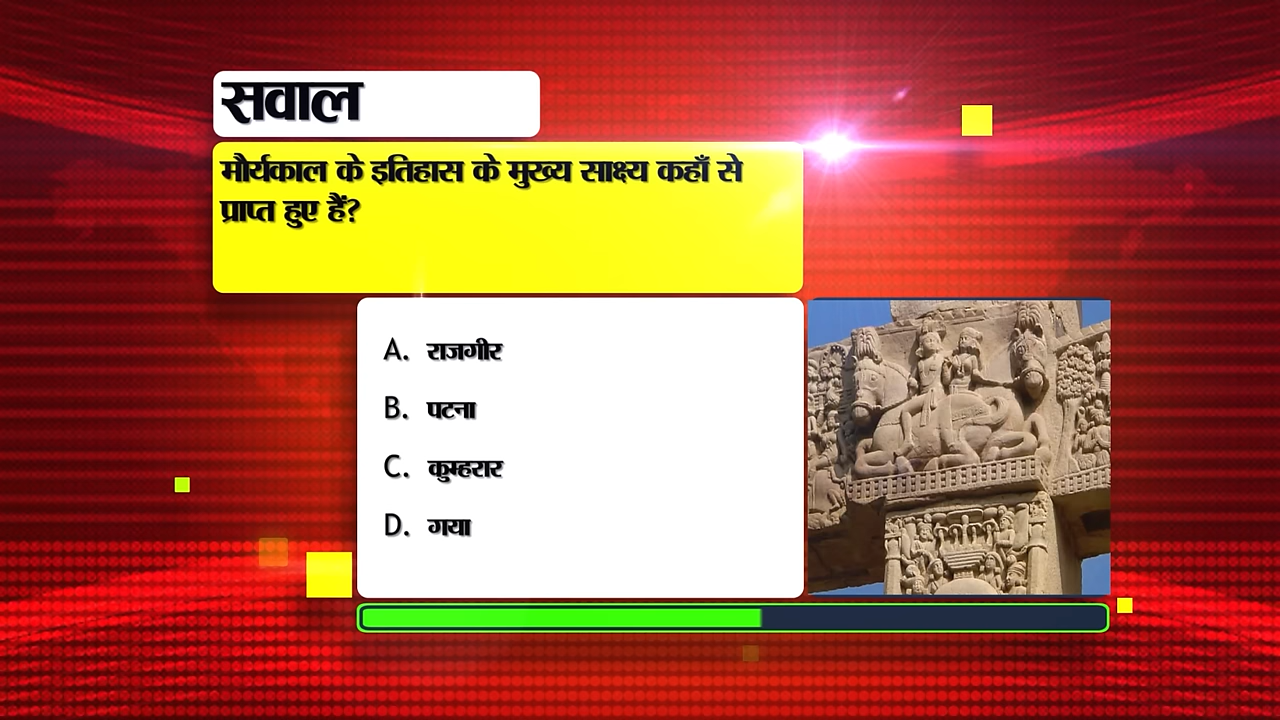 सवाल
मौर्यकाल के इतिहास के मुख्य साक्ष्य कहाँ से
प्राप्त हुए हैं?
A. राजगीर
B. पटना
C. कुम्हरार
D. गया